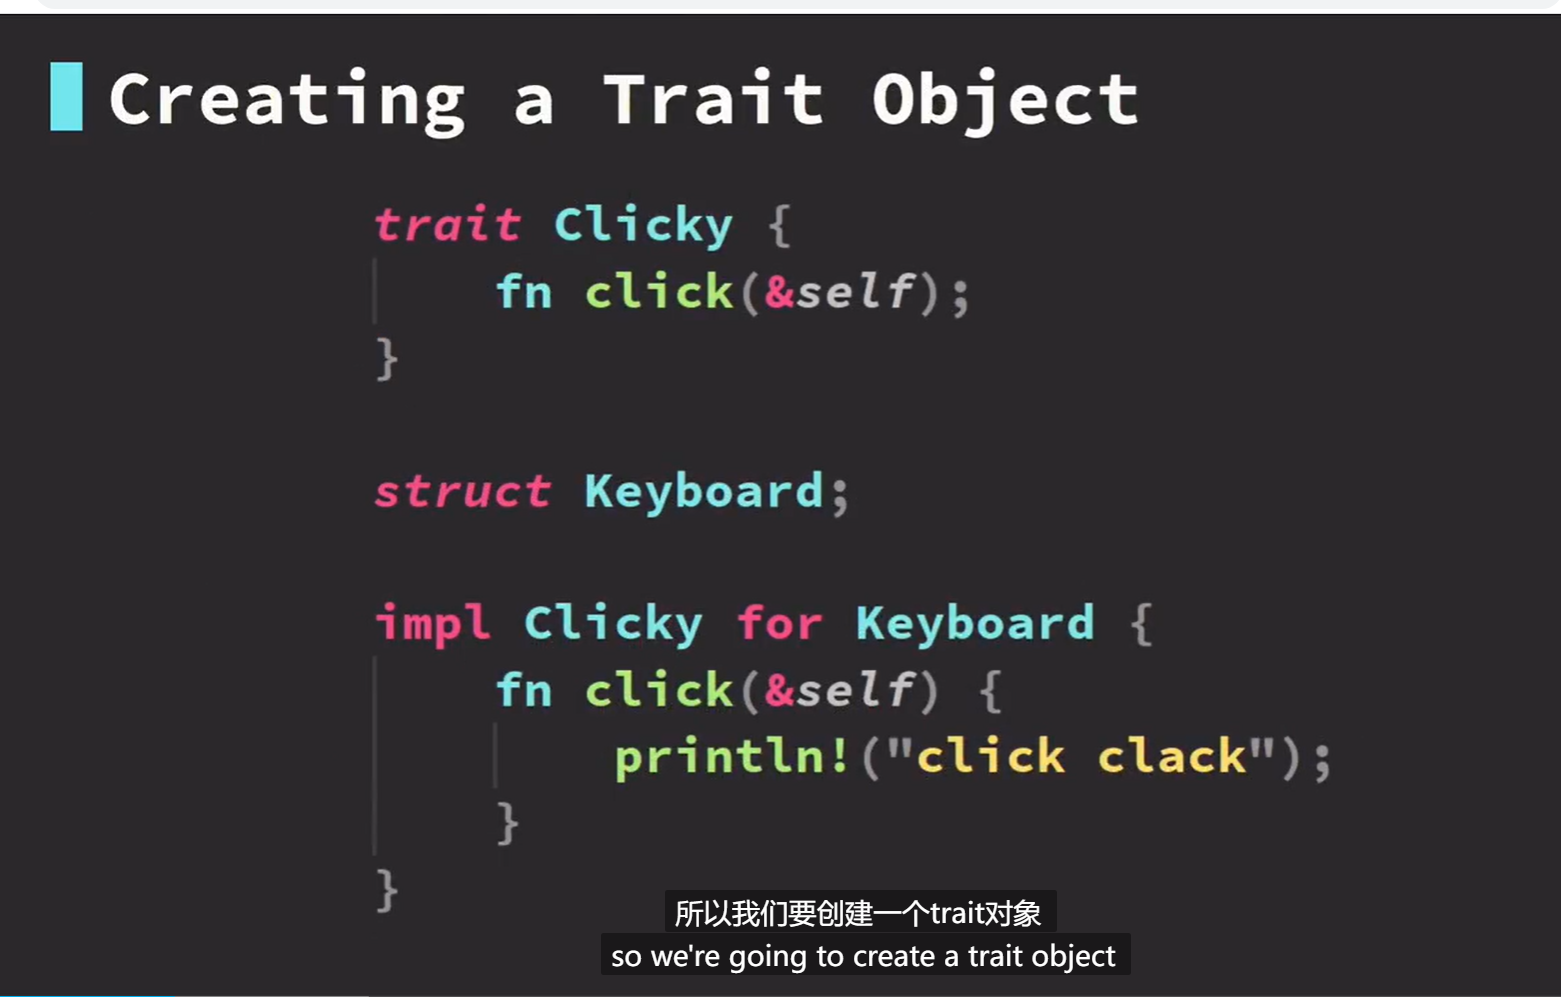 Creating a Trait Object
trait Clicky {
    fn click(&self);
}
struct Keyboard;
impl Clicky for Keyboard {
    fn click(&self) {
        println!("click clack");
    }
}
所以我们要创建一个trait对象
so we're going to create a trait object